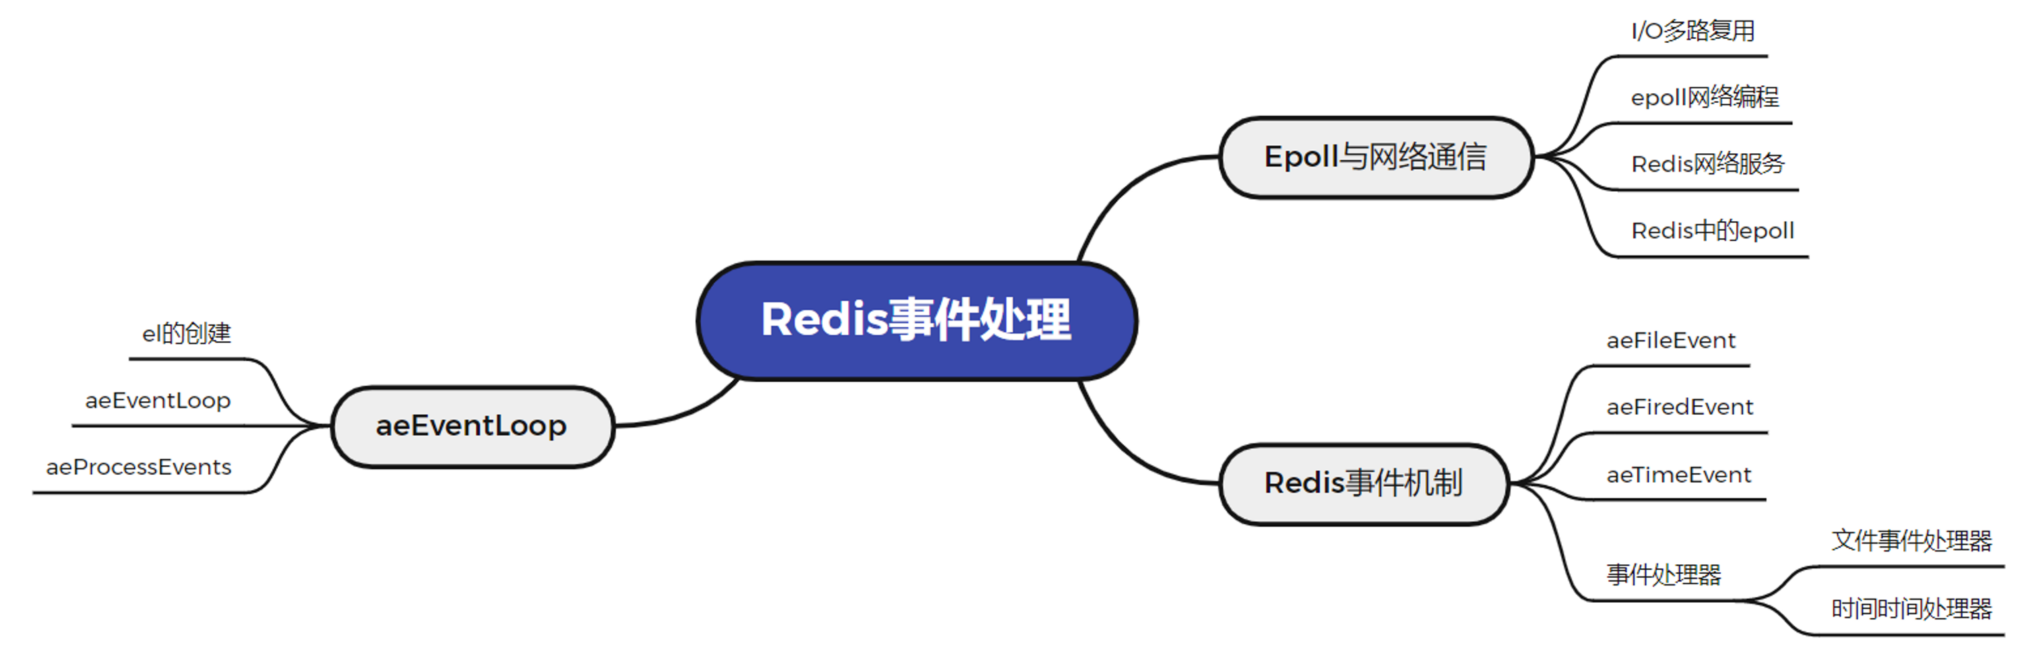 Redis事件处理
Epoll与网络通信
I/O多路复用
epoll网络编程
Redis网络服务
Redis中的epoll
Redis事件机制
aeFileEvent
aeFiredEvent
aeTimeEvent
事件处理器
文件事件处理器
时间时间处理器
aeEventLoop
el的创建
aeEventLoop
aeProcessEvents